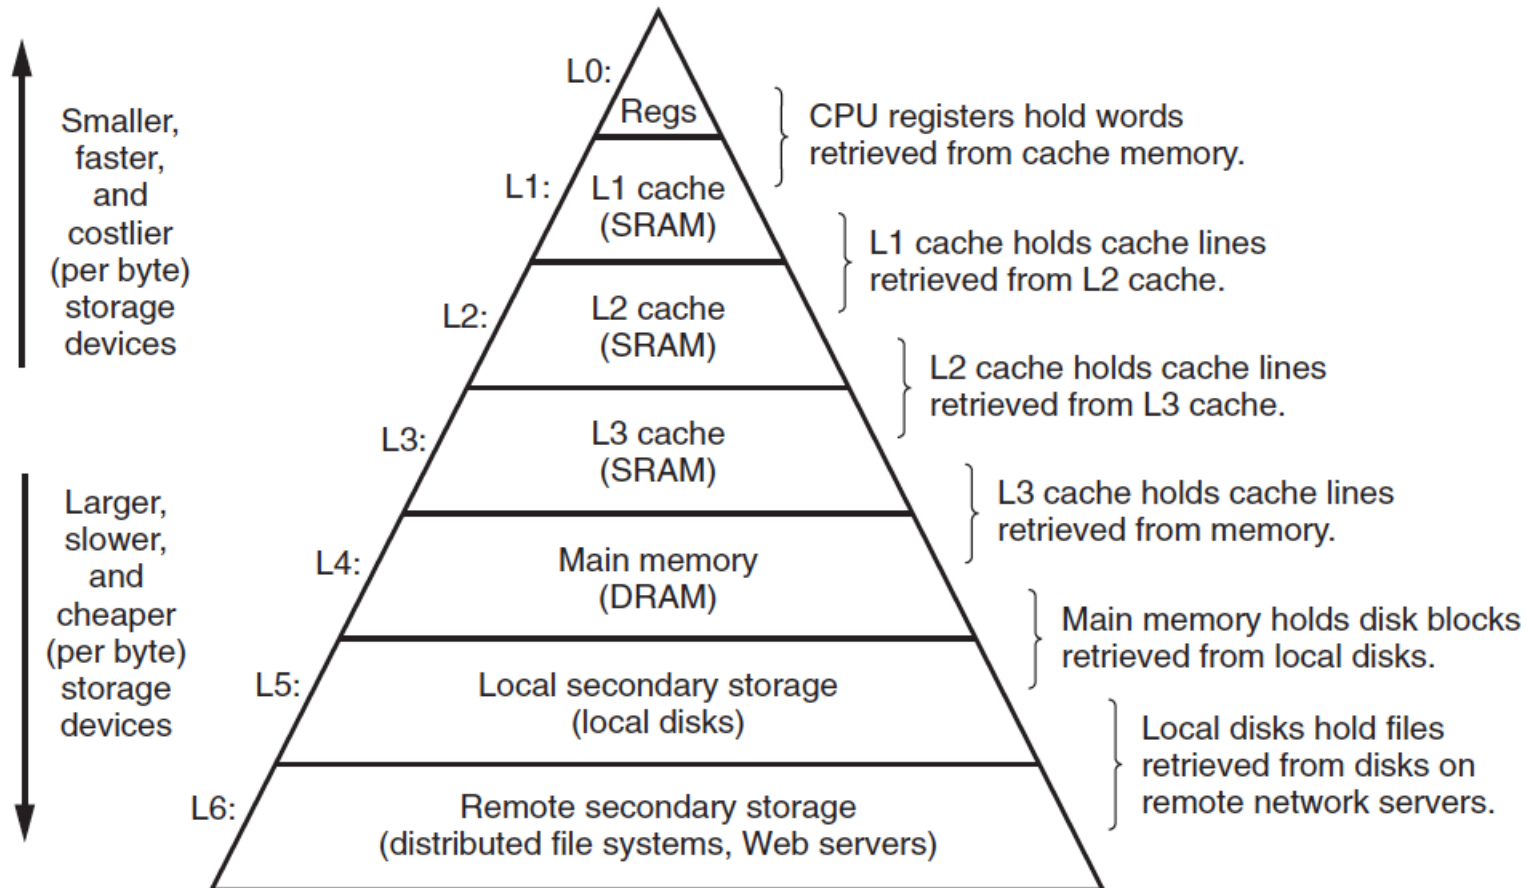 L0:
Regs
CPU registers hold words
retrieved from cache memory.
Smaller,
faster,
and
costlier
(per byte)
storage
devices
L1:
L1 cache
(SRAM)
L1 cache holds cache lines
retrieved from L2 cache.
L2:
L2 cache
(SRAM)
L2 cache holds cache lines
retrieved from L3 cache.
L3:
L3 cache
(SRAM)
L3 cache holds cache lines
retrieved from memory.
Larger,
slower,
and
cheaper
(per byte)
storage
devices
L4:
Main memory
(DRAM)
Main memory holds disk blocks
retrieved from local disks.
L5:
Local secondary storage
(local disks)
Local disks hold files
retrieved from disks on
remote network servers.
L6:
Remote secondary storage
(distributed file systems, Web servers)